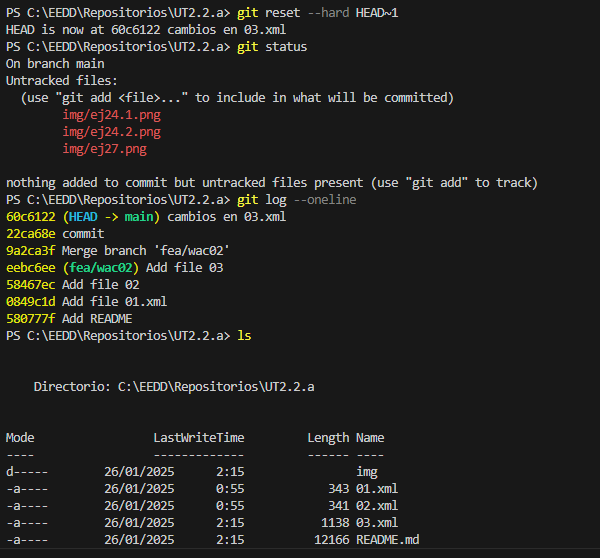 PS C:\EEDD\Repositorios\UT2.2.a> git reset --hard HEAD~1
HEAD is now at 60c6122 cambios en 03.xml
PS C:\EEDD\Repositorios\UT2.2.a> git status
On branch main
Untracked files:
  (use "git add <file>..." to include in what will be committed)
        img/ej24.1.png
        img/ej24.2.png
        img/ej27.png

nothing added to commit but untracked files present (use "git add" to track)
PS C:\EEDD\Repositorios\UT2.2.a> git log --oneline
60c6122 (HEAD -> main) cambios en 03.xml
22ca68e commit
9a2ca3f Merge branch 'fea/wac02'
eebc6ee (fea/wac02) Add file 03
58467ec Add file 02
0849c1d Add file 01.xml
580777f Add README
PS C:\EEDD\Repositorios\UT2.2.a> ls

    Directorio: C:\EEDD\Repositorios\UT2.2.a

Mode                 LastWriteTime         Length Name
----                 -------------         ------ ----
d-----        26/01/2025      2:15                img
-a----        26/01/2025      0:55            343 01.xml
-a----        26/01/2025      0:55            341 02.xml
-a----        26/01/2025      2:15           1138 03.xml
-a----        26/01/2025      2:15          12166 README.md